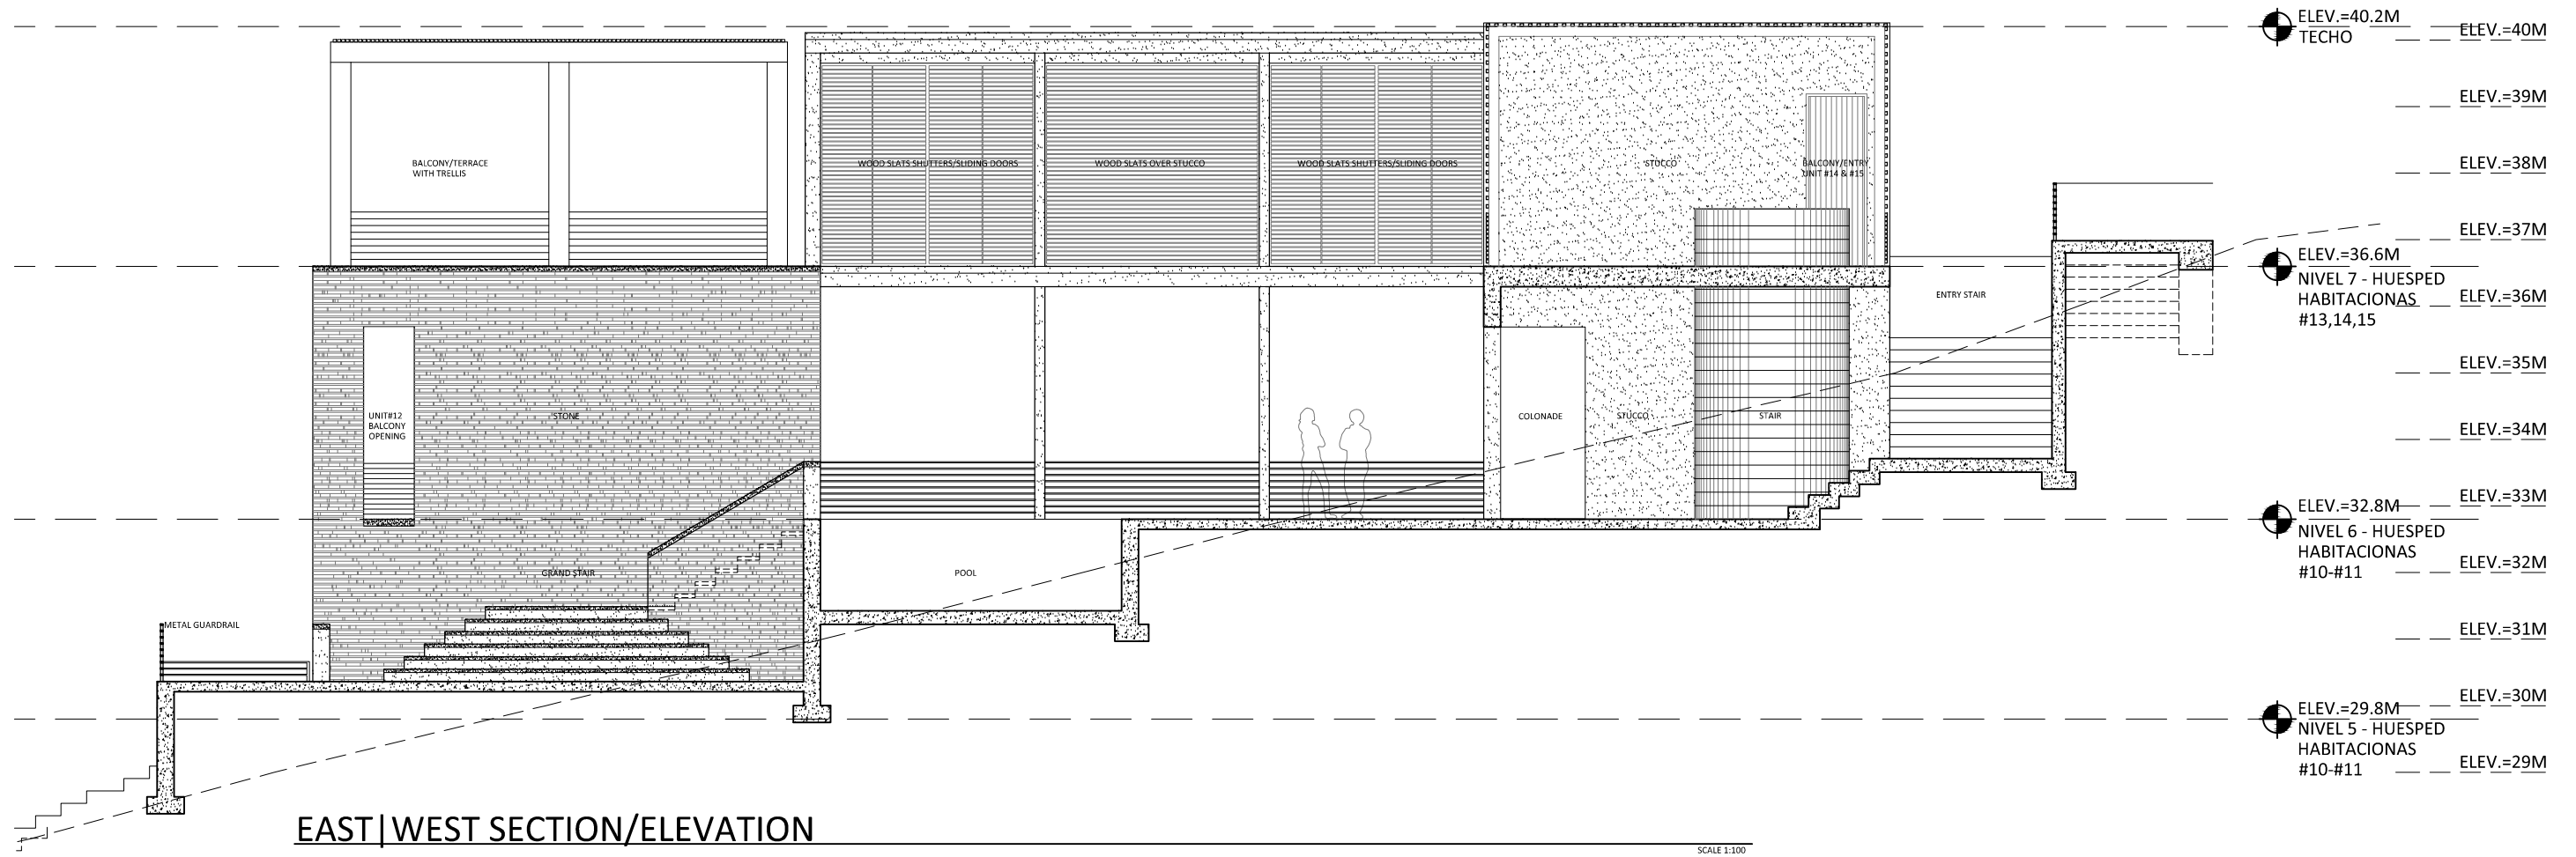 ELEV.=40.2M
TECHO
ELEV.=40M
ELEV.=39M
BALCONY/TERRACE
WITH TRELLIS
WOOD SLATS SHUTTERS/SLIDING DOORS
WOOD SLATS OVER STUCCO
WOOD SLATS SHUTTERS/SLIDING DOORS
STUCCO
BALCONY/ENTRY
UNIT #14 & #15
ELEV.=38M
ELEV.=37M
ELEV.=36.6M
NIVEL 7 - HUESPED
HABITACIONAS
#13,14,15
ENTRY STAIR
ELEV.=36M
ELEV.=35M
UNIT#12
BALCONY
OPENING
STONE
COLONADE
STUCCO
STAIR
ELEV.=34M
ELEV.=33M
ELEV.=32.8M
NIVEL 6 - HUESPED
HABITACIONAS
#10-#11
GRAND STAIR
POOL
ELEV.=32M
METAL GUARDRAIL
ELEV.=31M
ELEV.=30M
ELEV.=29.8M
NIVEL 5 - HUESPED
HABITACIONAS
#10-#11
ELEV.=29M
EAST|WEST SECTION/ELEVATION
SCALE 1:100